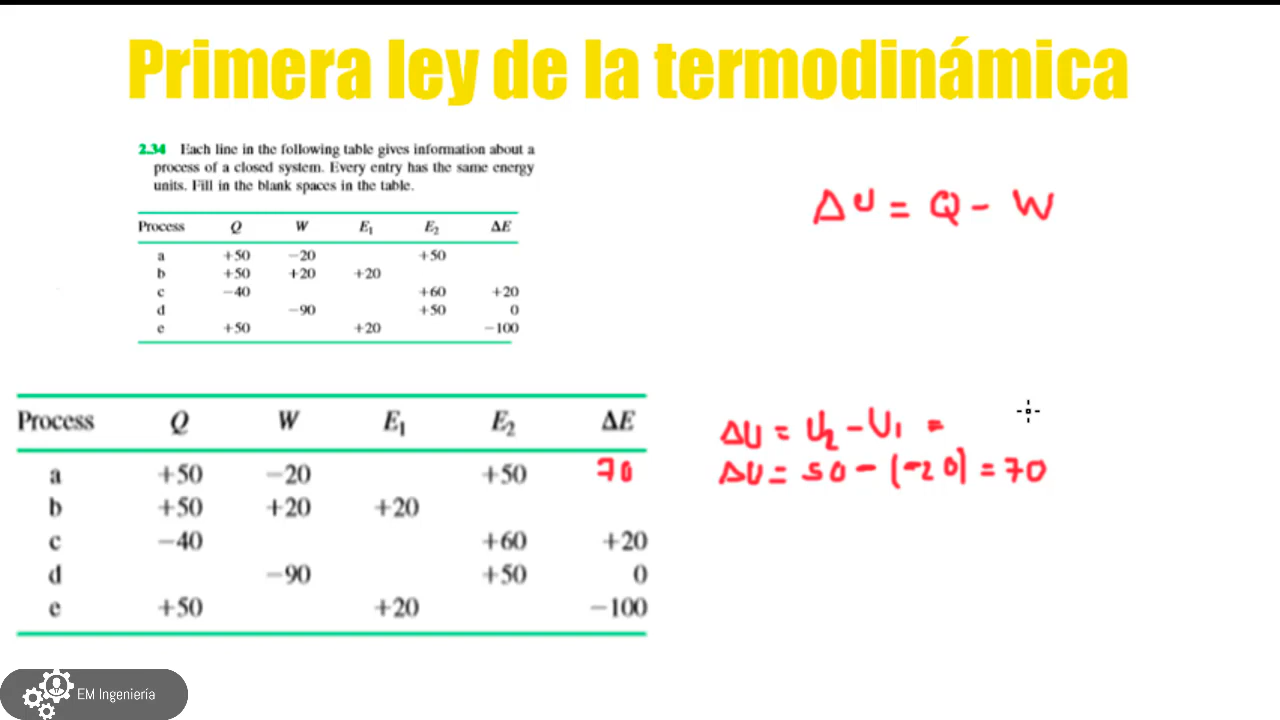 Primera ley de la termodinámica
2.34 Each line in the following table gives information about a
process of a closed system. Every entry has the same energy
units. Fill in the blank spaces in the table.
Process Q W E₁ E₂ ΔE
a +50 −20 +50
b +50 +20 +20
c −40 +60 +20
d −90 +50 0
e +50 +20 −100
ΔU = Q − W
Process Q W E₁ E₂ ΔE
a +50 −20 +50 70
b +50 +20 +20
c −40 +60 +20
d −90 +50 0
e +50 +20 −100
ΔU = U₂ − U₁ =
ΔU = 50 − (−20) = 70
EM Ingeniería